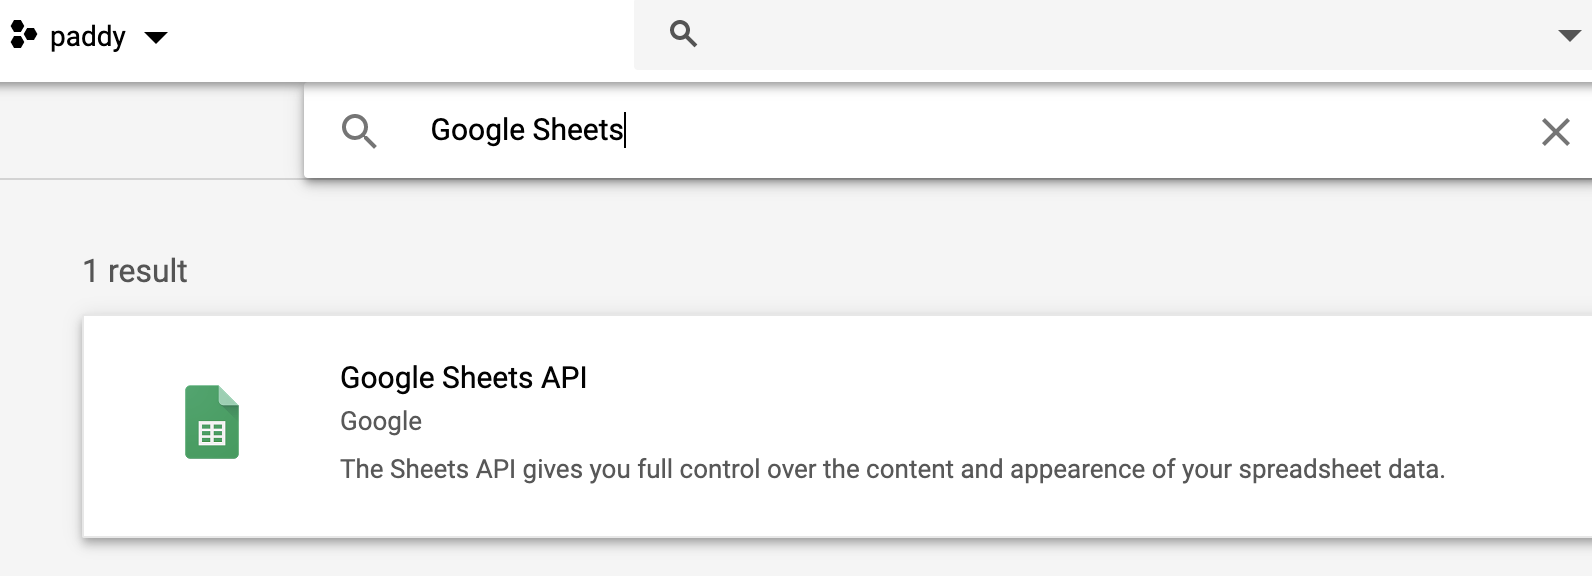 paddy
Google Sheets
1 result
Google Sheets API
Google
The Sheets API gives you full control over the content and appearence of your spreadsheet data.